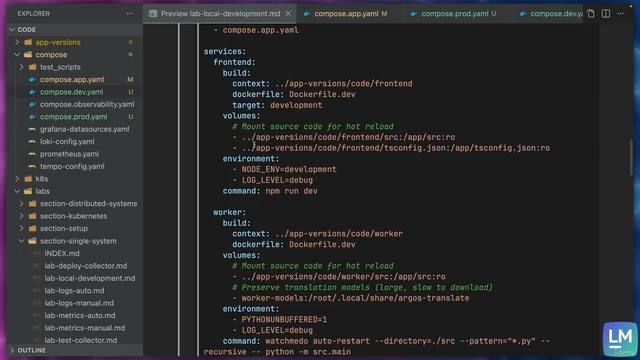 EXPLORER
Preview lab-local-development.md
compose.app.yaml M
compose.prod.yaml U
compose.dev.ya
CODE
app-versions
compose
test_scripts
compose.app.yaml M
compose.dev.yaml U
compose.observability.yaml
compose.prod.yaml U
grafana-datasources.yaml
loki-config.yaml
prometheus.yaml
tempo-config.yaml
k8s
labs
section-distributed-systems
section-kubernetes
section-setup
section-single-system
INDEX.md
lab-deploy-collector.md
lab-local-development.md
lab-logs-auto.md
lab-logs-manual.md
lab-metrics-auto.md
lab-metrics-manual.md
lab-test-collector.md
OUTLINE
- compose.app.yaml
services:
frontend:
build:
context: ../app-versions/code/frontend
dockerfile: Dockerfile.dev
target: development
volumes:
# Mount source code for hot reload
- ../app-versions/code/frontend/src:/app/src:ro
- ../app-versions/code/frontend/tsconfig.json:/app/tsconfig.json:ro
environment:
- NODE_ENV=development
- LOG_LEVEL=debug
command: npm run dev
worker:
build:
context: ../app-versions/code/worker
dockerfile: Dockerfile.dev
volumes:
# Mount source code for hot reload
- ../app-versions/code/worker/src:/app/src:ro
# Preserve translation models (large, slow to download)
- worker-models:/root/.local/share/argos-translate
environment:
- PYTHONUNBUFFERED=1
- LOG_LEVEL=debug
command: watchmedo auto-restart --directory=./src --pattern="*.py" --
recursive -- python -m src.main
LM
udemy